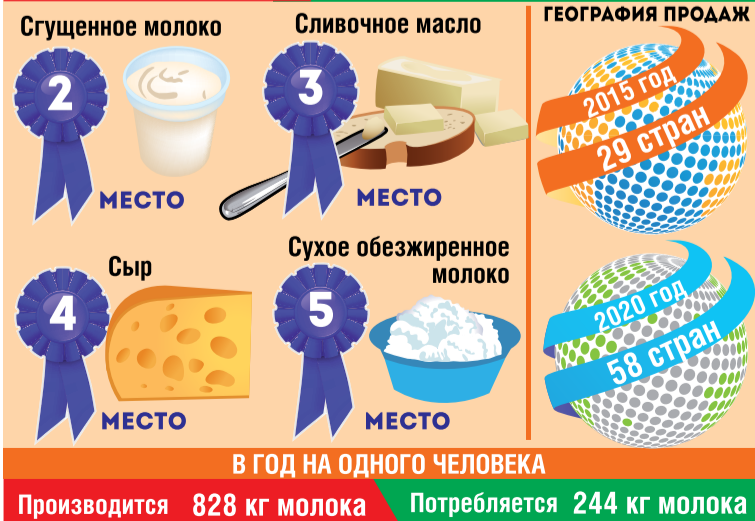 Сгущенное молоко
2
МЕСТО
Сливочное масло
3
МЕСТО
Сыр
4
МЕСТО
Сухое обезжиренное
молоко
5
МЕСТО
ГЕОГРАФИЯ ПРОДАЖ
2015 год
29 стран
2020 год
58 стран
В ГОД НА ОДНОГО ЧЕЛОВЕКА
Производится 828 кг молока
Потребляется 244 кг молока